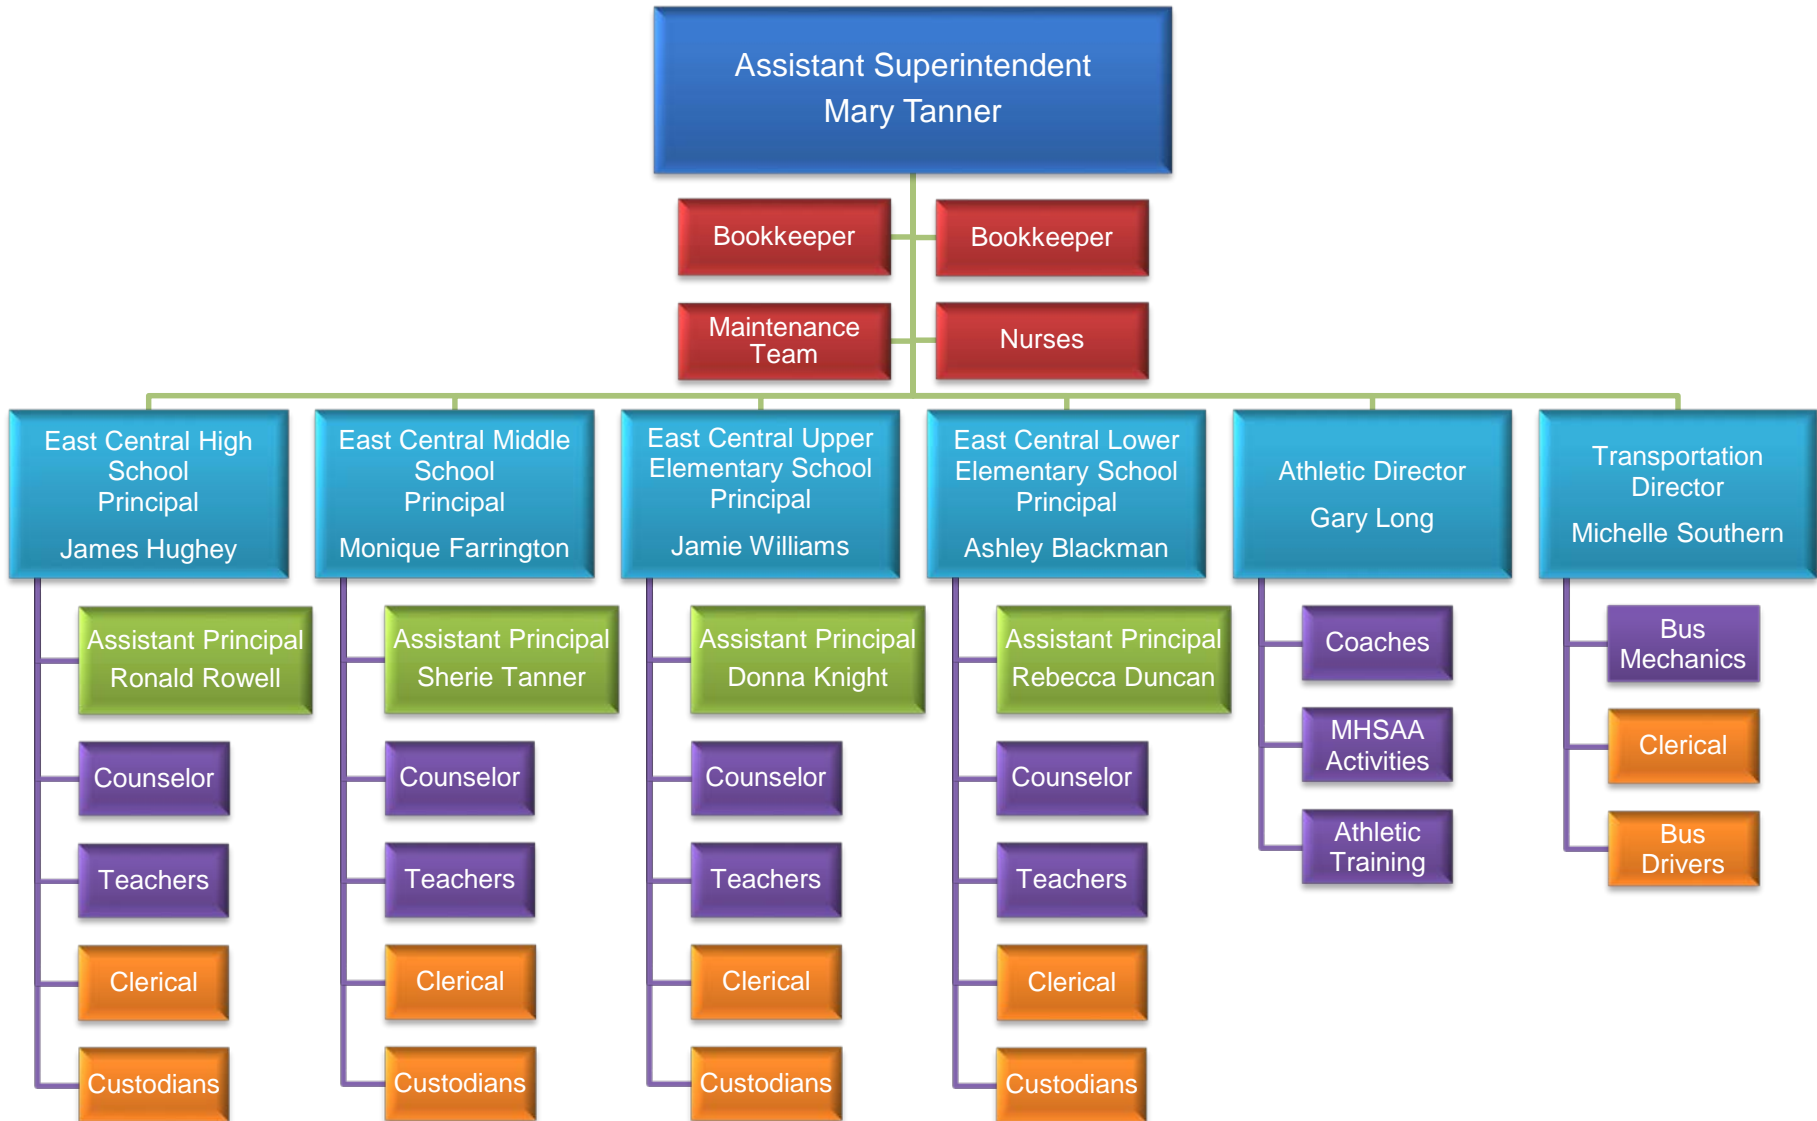 Assistant Superintendent
Mary Tanner
Bookkeeper
Bookkeeper
Maintenance
Team
Nurses
East Central High
School
Principal
James Hughey
East Central Middle
School
Principal
Monique Farrington
East Central Upper
Elementary School
Principal
Jamie Williams
East Central Lower
Elementary School
Principal
Ashley Blackman
Athletic Director
Gary Long
Transportation
Director
Michelle Southern
Assistant Principal
Ronald Rowell
Counselor
Teachers
Clerical
Custodians
Assistant Principal
Sherie Tanner
Counselor
Teachers
Clerical
Custodians
Assistant Principal
Donna Knight
Counselor
Teachers
Clerical
Custodians
Assistant Principal
Rebecca Duncan
Counselor
Teachers
Clerical
Custodians
Coaches
MHSAA
Activities
Athletic
Training
Bus
Mechanics
Clerical
Bus
Drivers